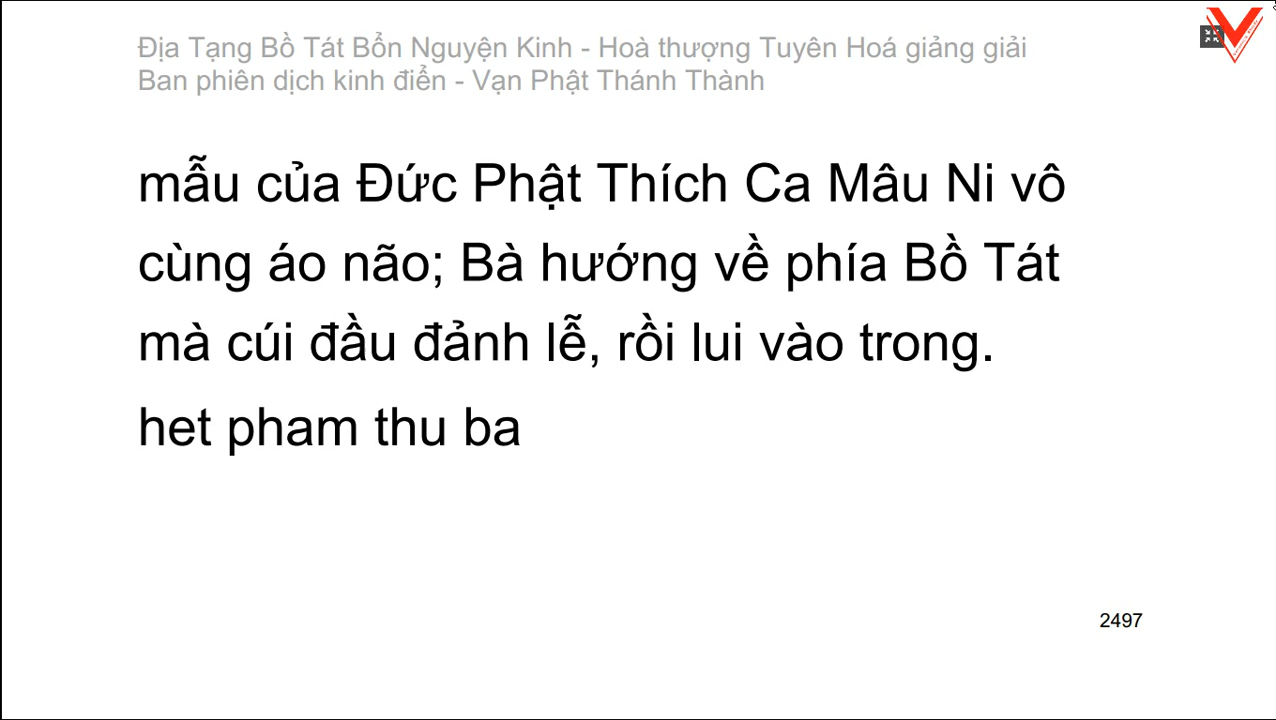 Địa Tạng Bồ Tát Bổn Nguyện Kinh - Hoà thượng Tuyên Hoá giảng giải
Ban phiên dịch kinh điển - Vạn Phật Thánh Thành
mẫu của Đức Phật Thích Ca Mâu Ni vô
cùng áo não; Bà hướng về phía Bồ Tát
mà cúi đầu đảnh lễ, rồi lui vào trong.
het pham thu ba
2497